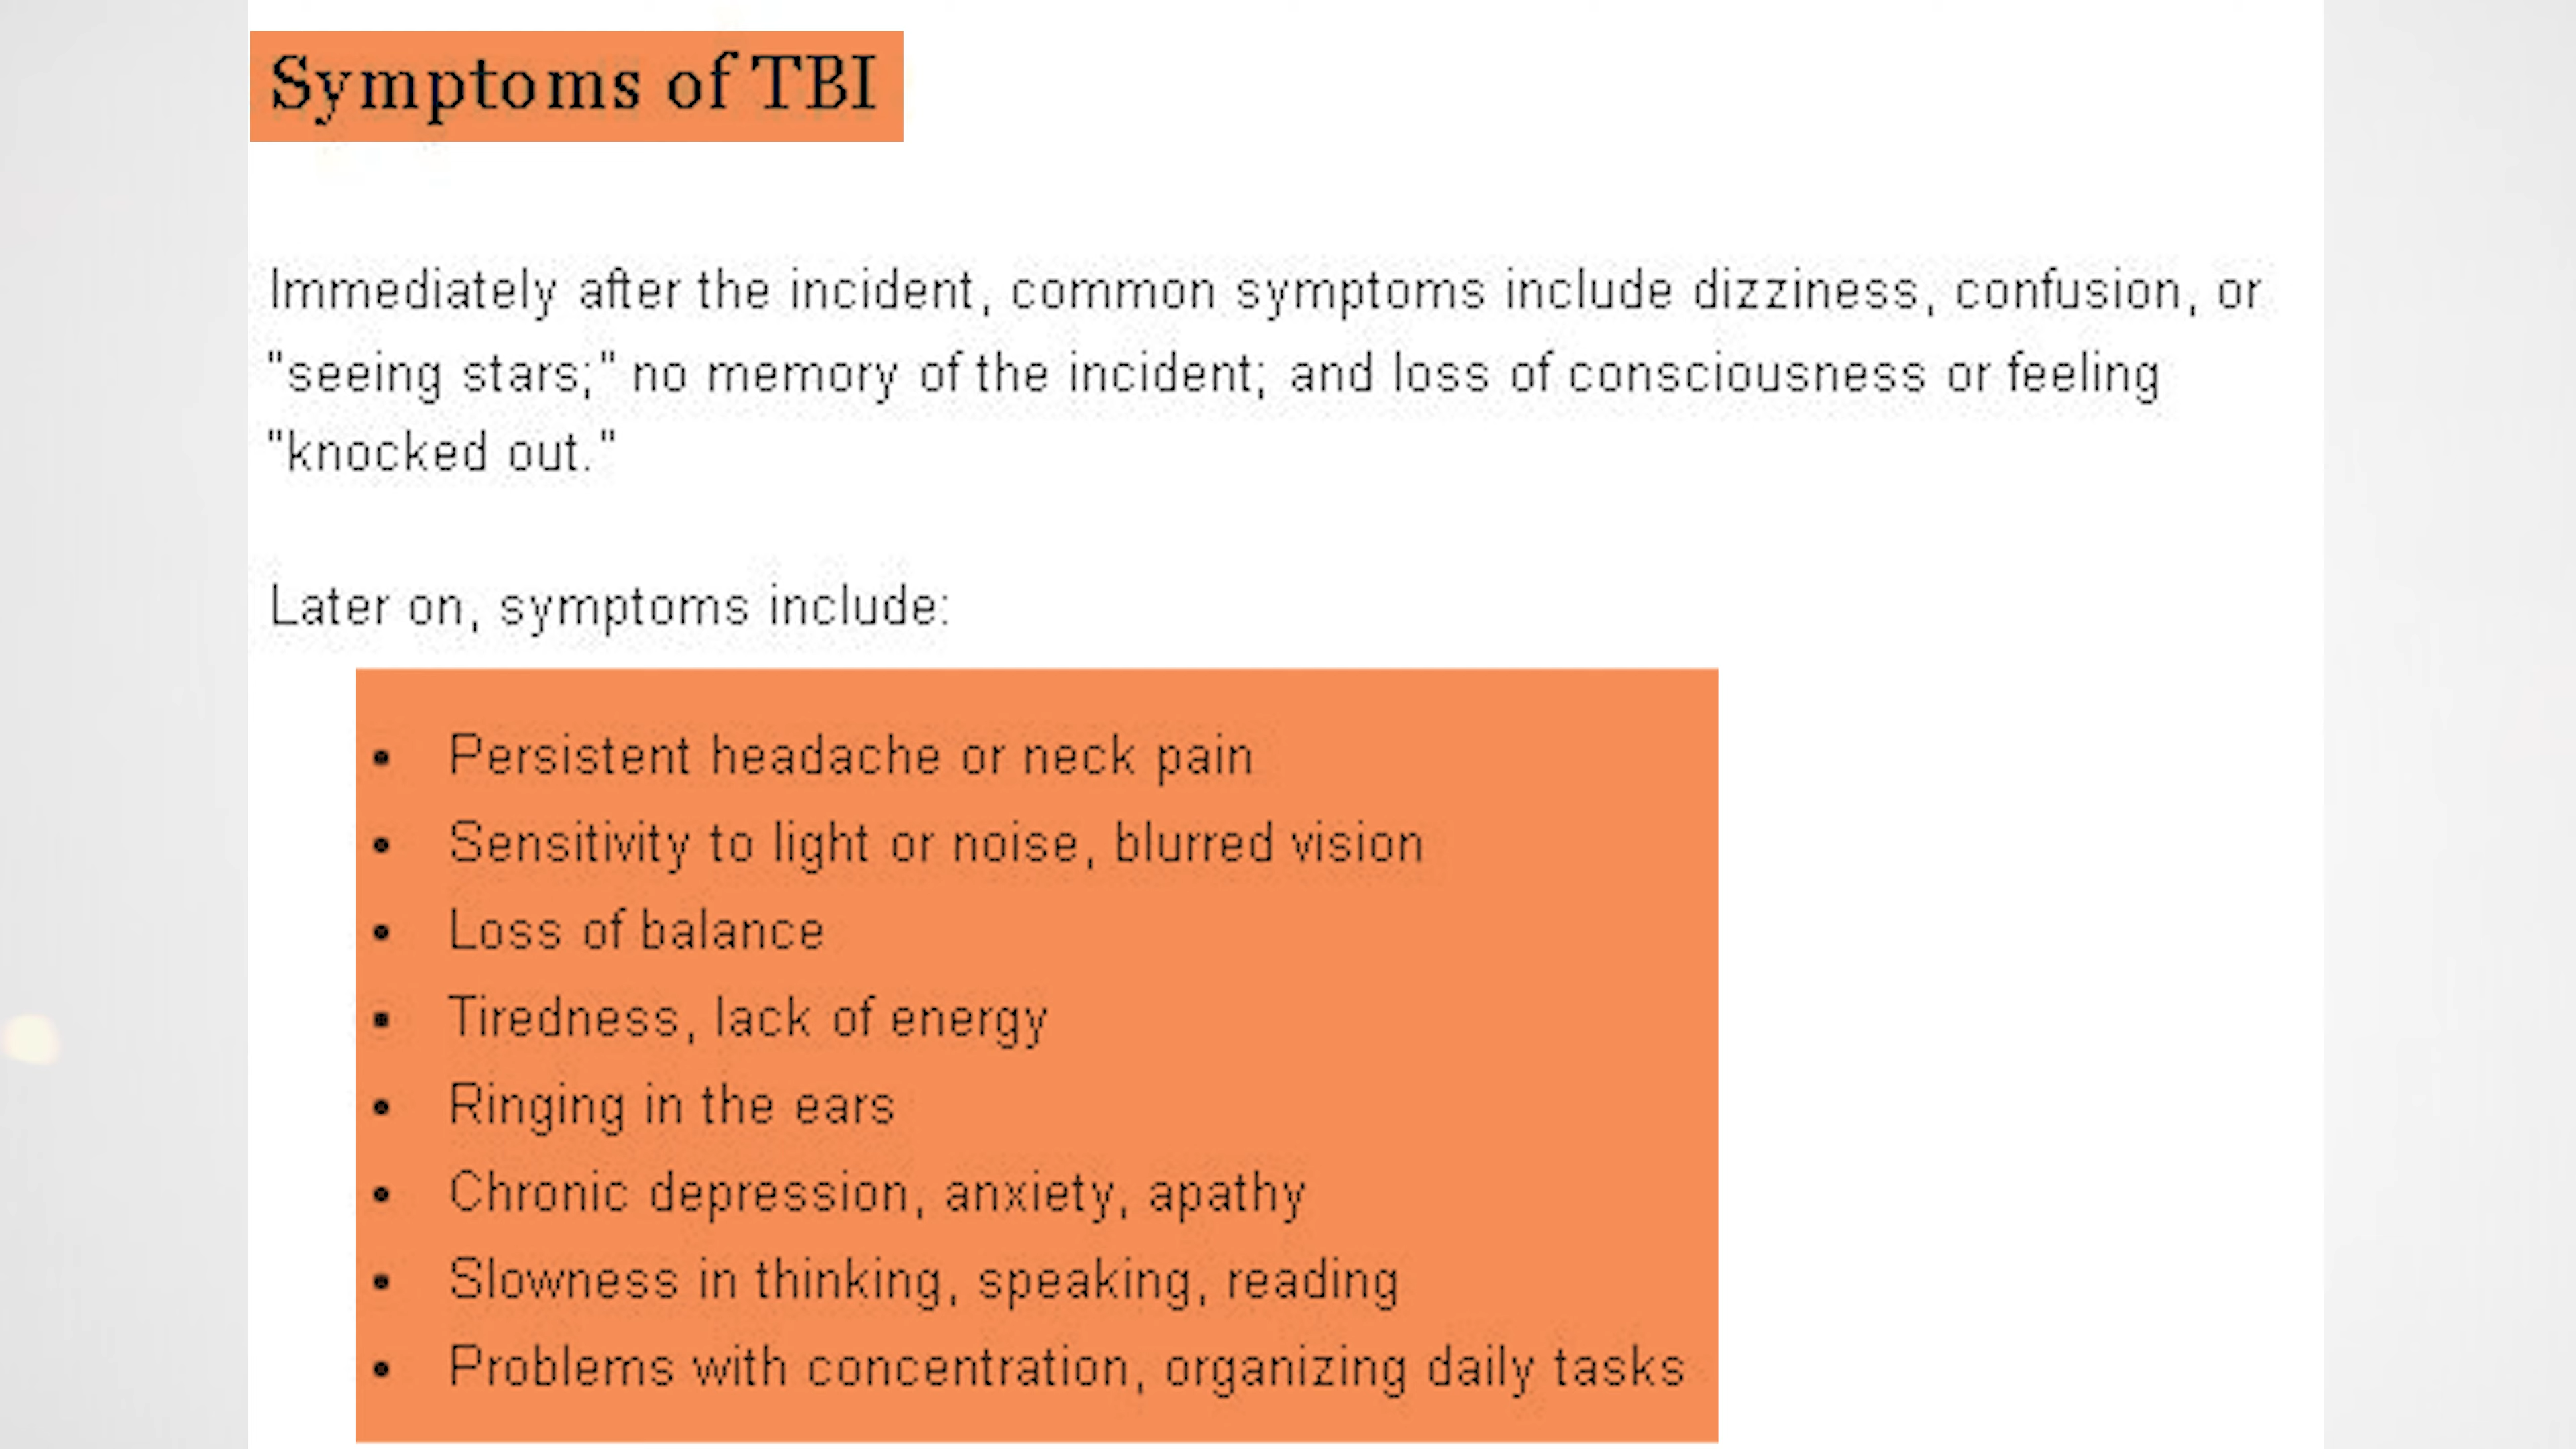 Symptoms of TBI
Immediately after the incident, common symptoms include dizziness, confusion, or
"seeing stars;" no memory of the incident; and loss of consciousness or feeling
"knocked out."
Later on, symptoms include:
• Persistent headache or neck pain
• Sensitivity to light or noise, blurred vision
• Loss of balance
• Tiredness, lack of energy
• Ringing in the ears
• Chronic depression, anxiety, apathy
• Slowness in thinking, speaking, reading
• Problems with concentration, organizing daily tasks